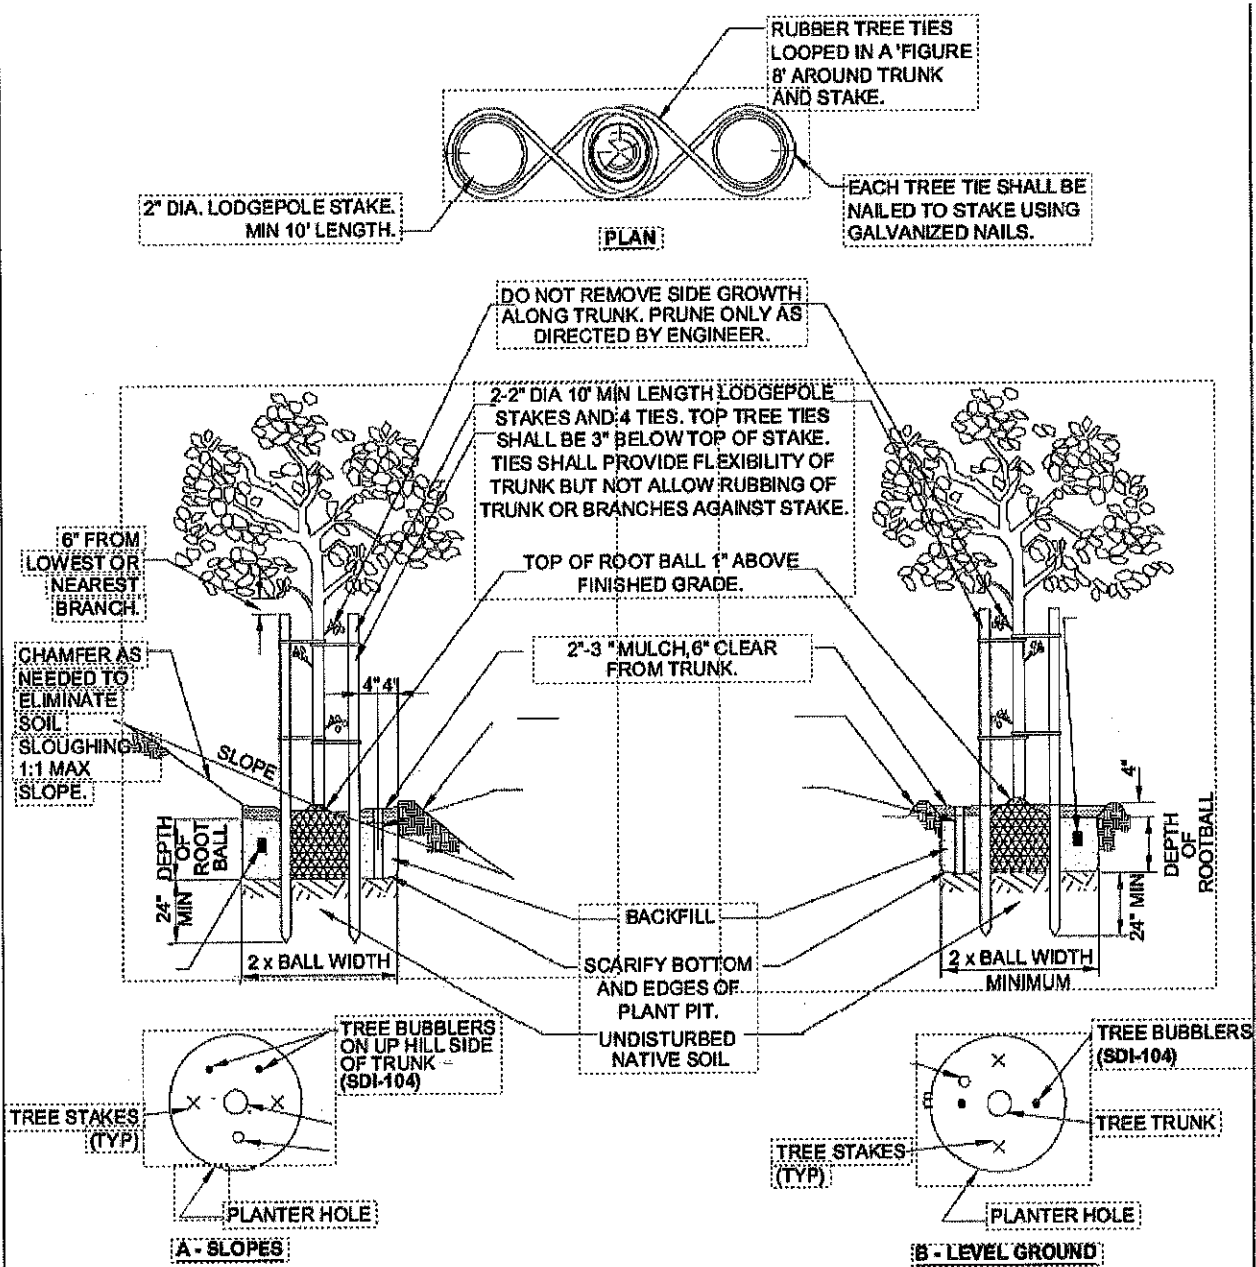 RUBBER TREE TIES
LOOPED IN A 'FIGURE
8' AROUND TRUNK
AND STAKE.
2" DIA. LODGEPOLE STAKE.
MIN 10' LENGTH.
EACH TREE TIE SHALL BE
NAILED TO STAKE USING
GALVANIZED NAILS.
PLAN
DO NOT REMOVE SIDE GROWTH
ALONG TRUNK. PRUNE ONLY AS
DIRECTED BY ENGINEER.
2-2" DIA 10' MIN LENGTH LODGEPOLE
STAKES AND 4 TIES. TOP TREE TIES
SHALL BE 3" BELOW TOP OF STAKE.
TIES SHALL PROVIDE FLEXIBILITY OF
TRUNK BUT NOT ALLOW RUBBING OF
TRUNK OR BRANCHES AGAINST STAKE.
6" FROM
LOWEST OR
NEAREST
BRANCH.
TOP OF ROOT BALL 1" ABOVE
FINISHED GRADE.
CHAMFER AS
NEEDED TO
ELIMINATE
SOIL
SLOUGHING
1:1 MAX
SLOPE.
2"-3 " MULCH, 6" CLEAR
FROM TRUNK.
4" 4'
SLOPE
4"
DEPTH
OF
ROOT
BALL
24"
MIN
DEPTH
OF
ROOTBALL
24" MIN
BACKFILL
2 x BALL WIDTH
SCARIFY BOTTOM
AND EDGES OF
PLANT PIT.
2 x BALL WIDTH
MINIMUM
UNDISTURBED
NATIVE SOIL
TREE BUBBLERS
ON UP HILL SIDE
OF TRUNK
(SDI-104)
TREE STAKES
(TYP)
PLANTER HOLE
A - SLOPES
TREE BUBBLERS
(SDI-104)
TREE TRUNK
TREE STAKES
(TYP)
PLANTER HOLE
B - LEVEL GROUND